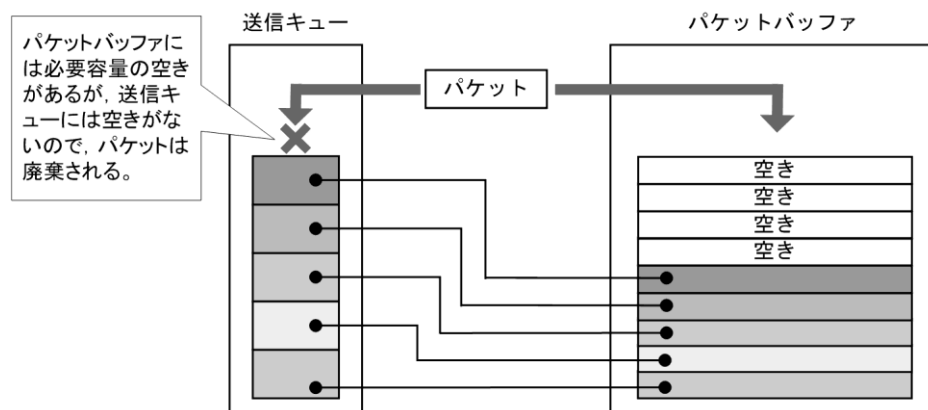 送信キュー
パケットバッファ
パケットバッファに
は必要容量の空き
があるが，送信キ
ューには空きがな
いので，パケットは
廃棄される。
パケット
空き
空き
空き
空き